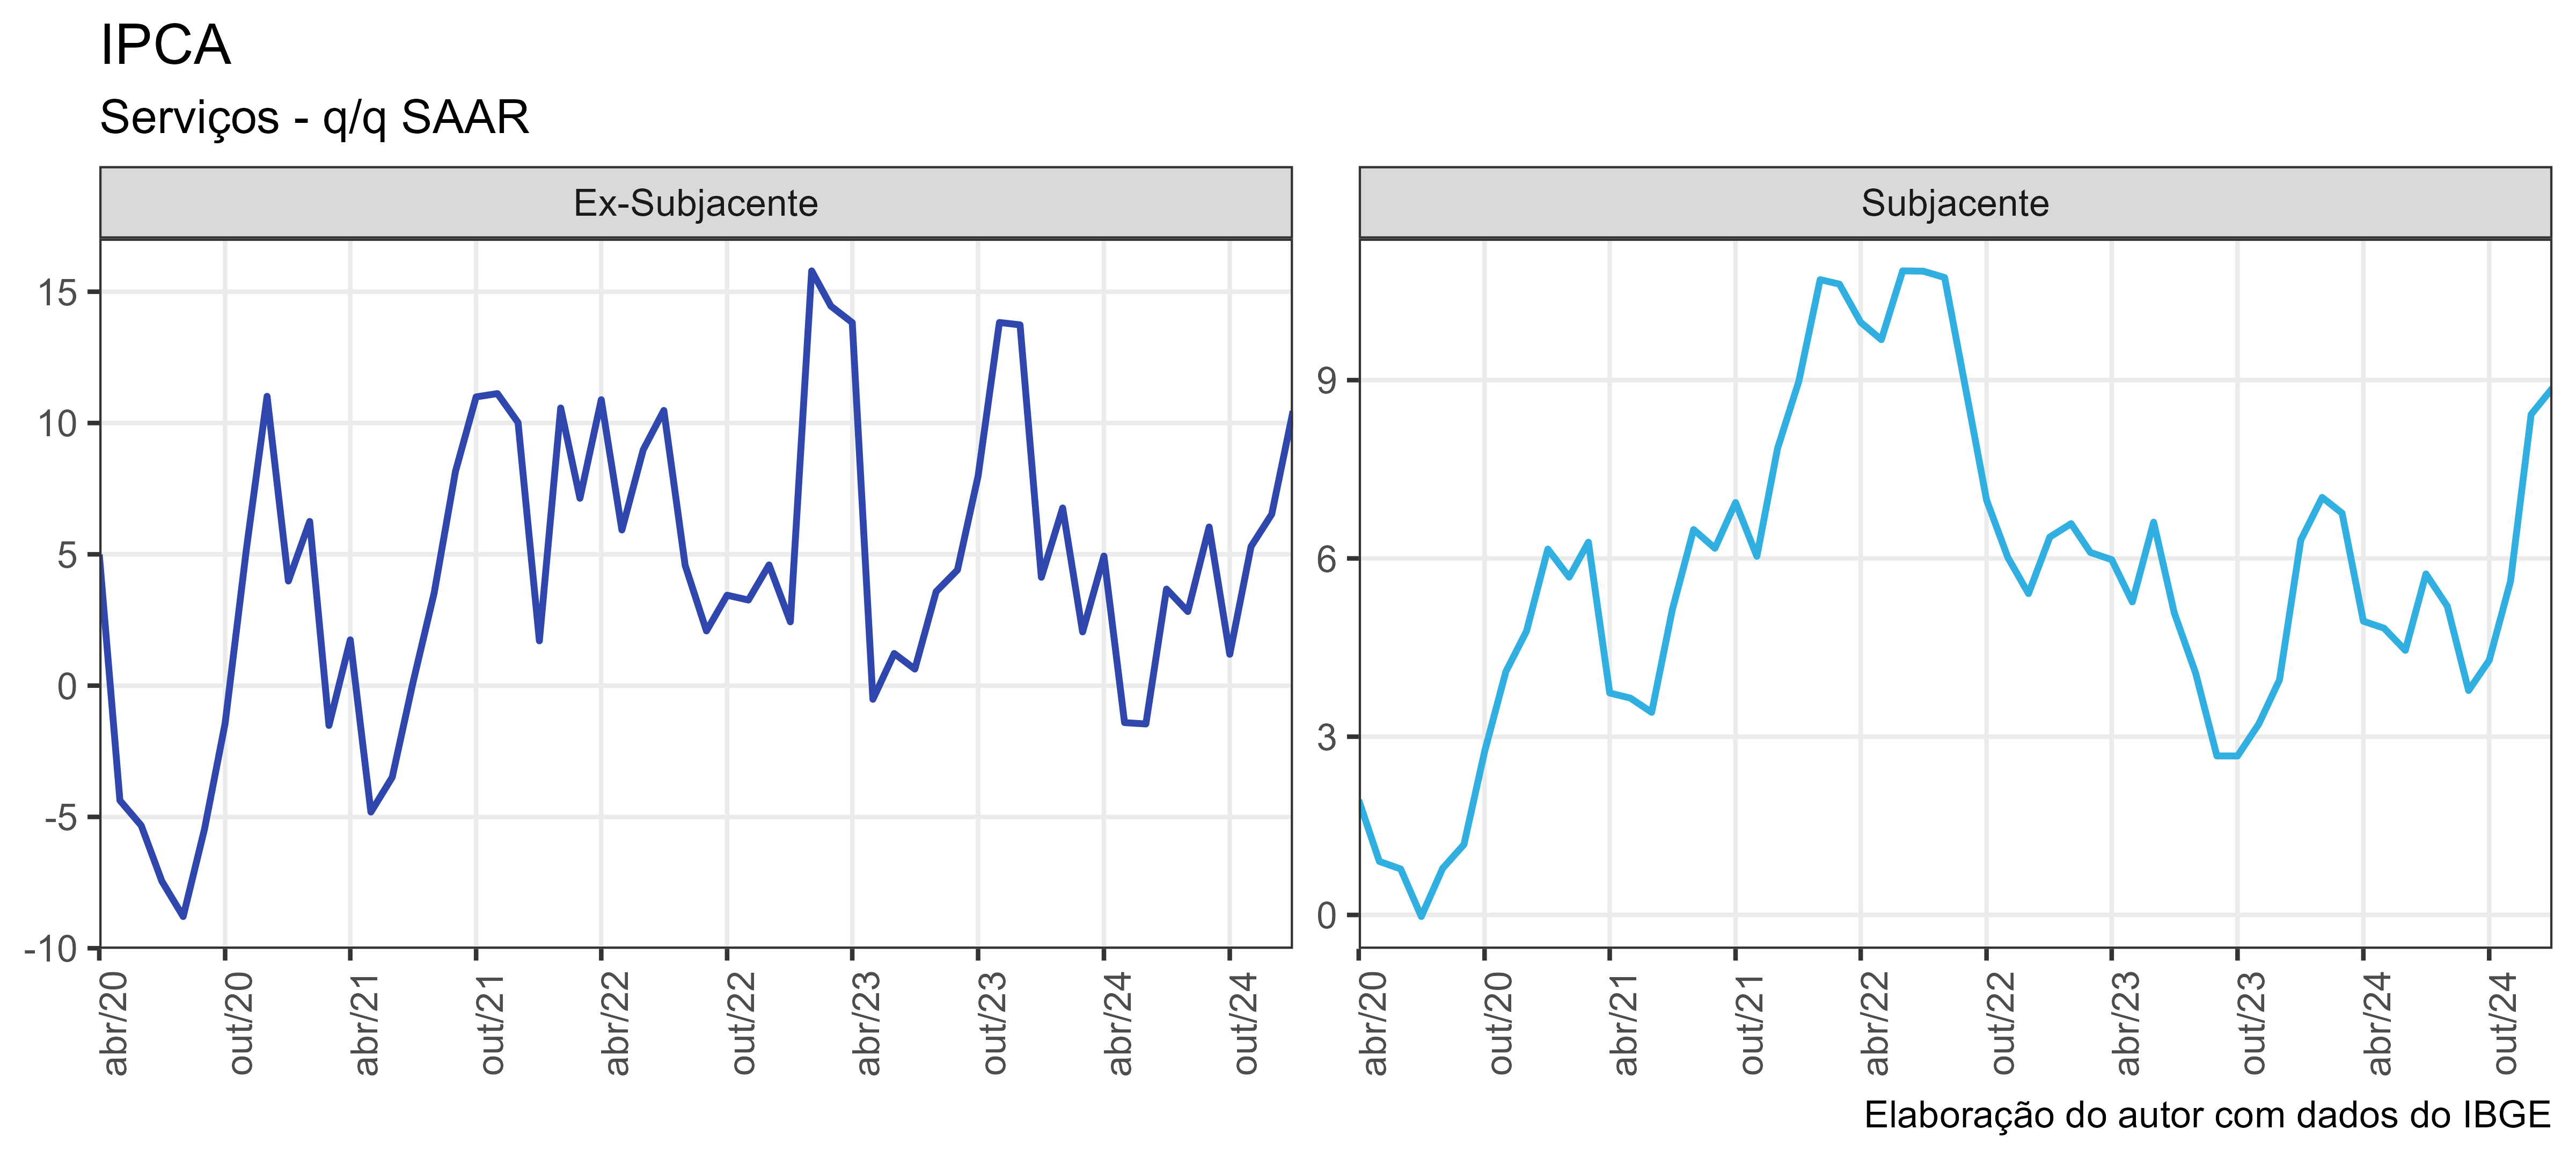 IPCA
Serviços - q/q SAAR
Ex-Subjacente
Subjacente
15
10
5
0
-5
-10
9
6
3
0
abr/20
out/20
abr/21
out/21
abr/22
out/22
abr/23
out/23
abr/24
out/24
abr/20
out/20
abr/21
out/21
abr/22
out/22
abr/23
out/23
abr/24
out/24
Elaboração do autor com dados do IBGE